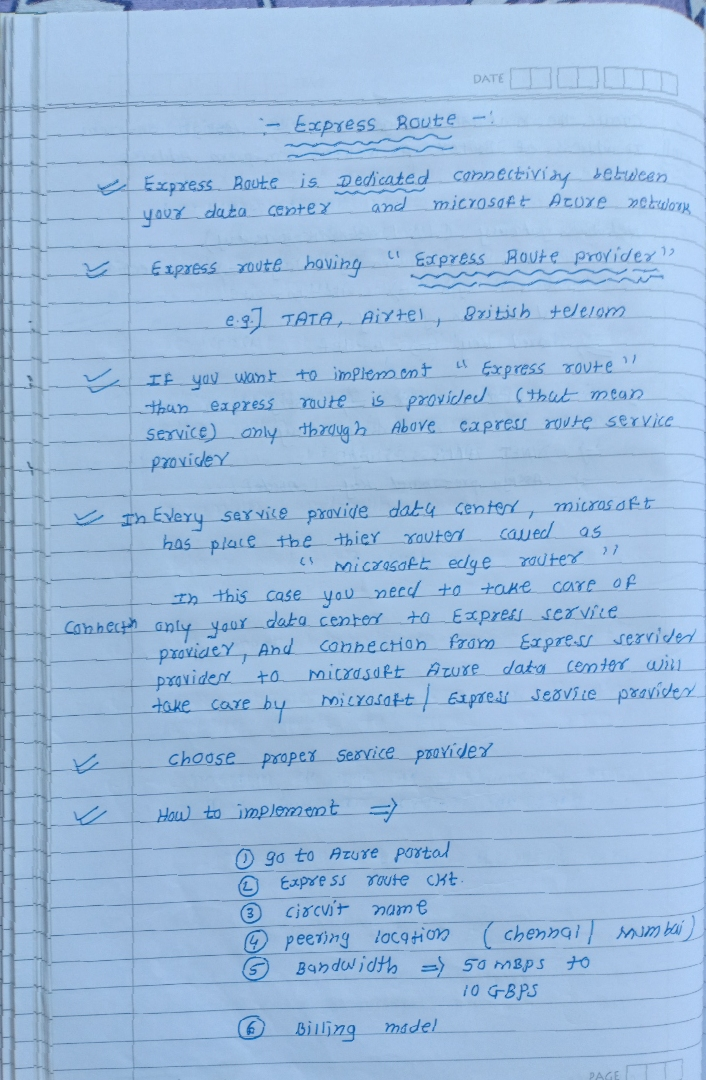 DATE
:- Express Route -:
Express Route is Dedicated connectivity between
your data center and microsoft Azure network
Express route having "Express Route provider"
e.g.] TATA, Airtel, British telelom
If you want to implement "Express route"
than express route is provided (that mean
service) only through Above express route service
provider
In Every service provide data center, microsoft
has place the thier router called as
"microsoft edge router"
In this case you need to take care of
connectn only your data center to Express service
provider, And connection from Express servider
provider to microsoft Azure data center will
take care by microsoft / Express service provider
choose proper service provider
How to implement =>
① go to Azure portal
② Express route ckt.
③ circuit name
④ peering location (chennai / mumbai)
⑤ Bandwidth => 50 MBPS to
10 GBPS
⑥ Billing model
PAGE